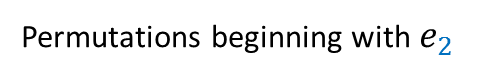 Permutations beginning with e₂